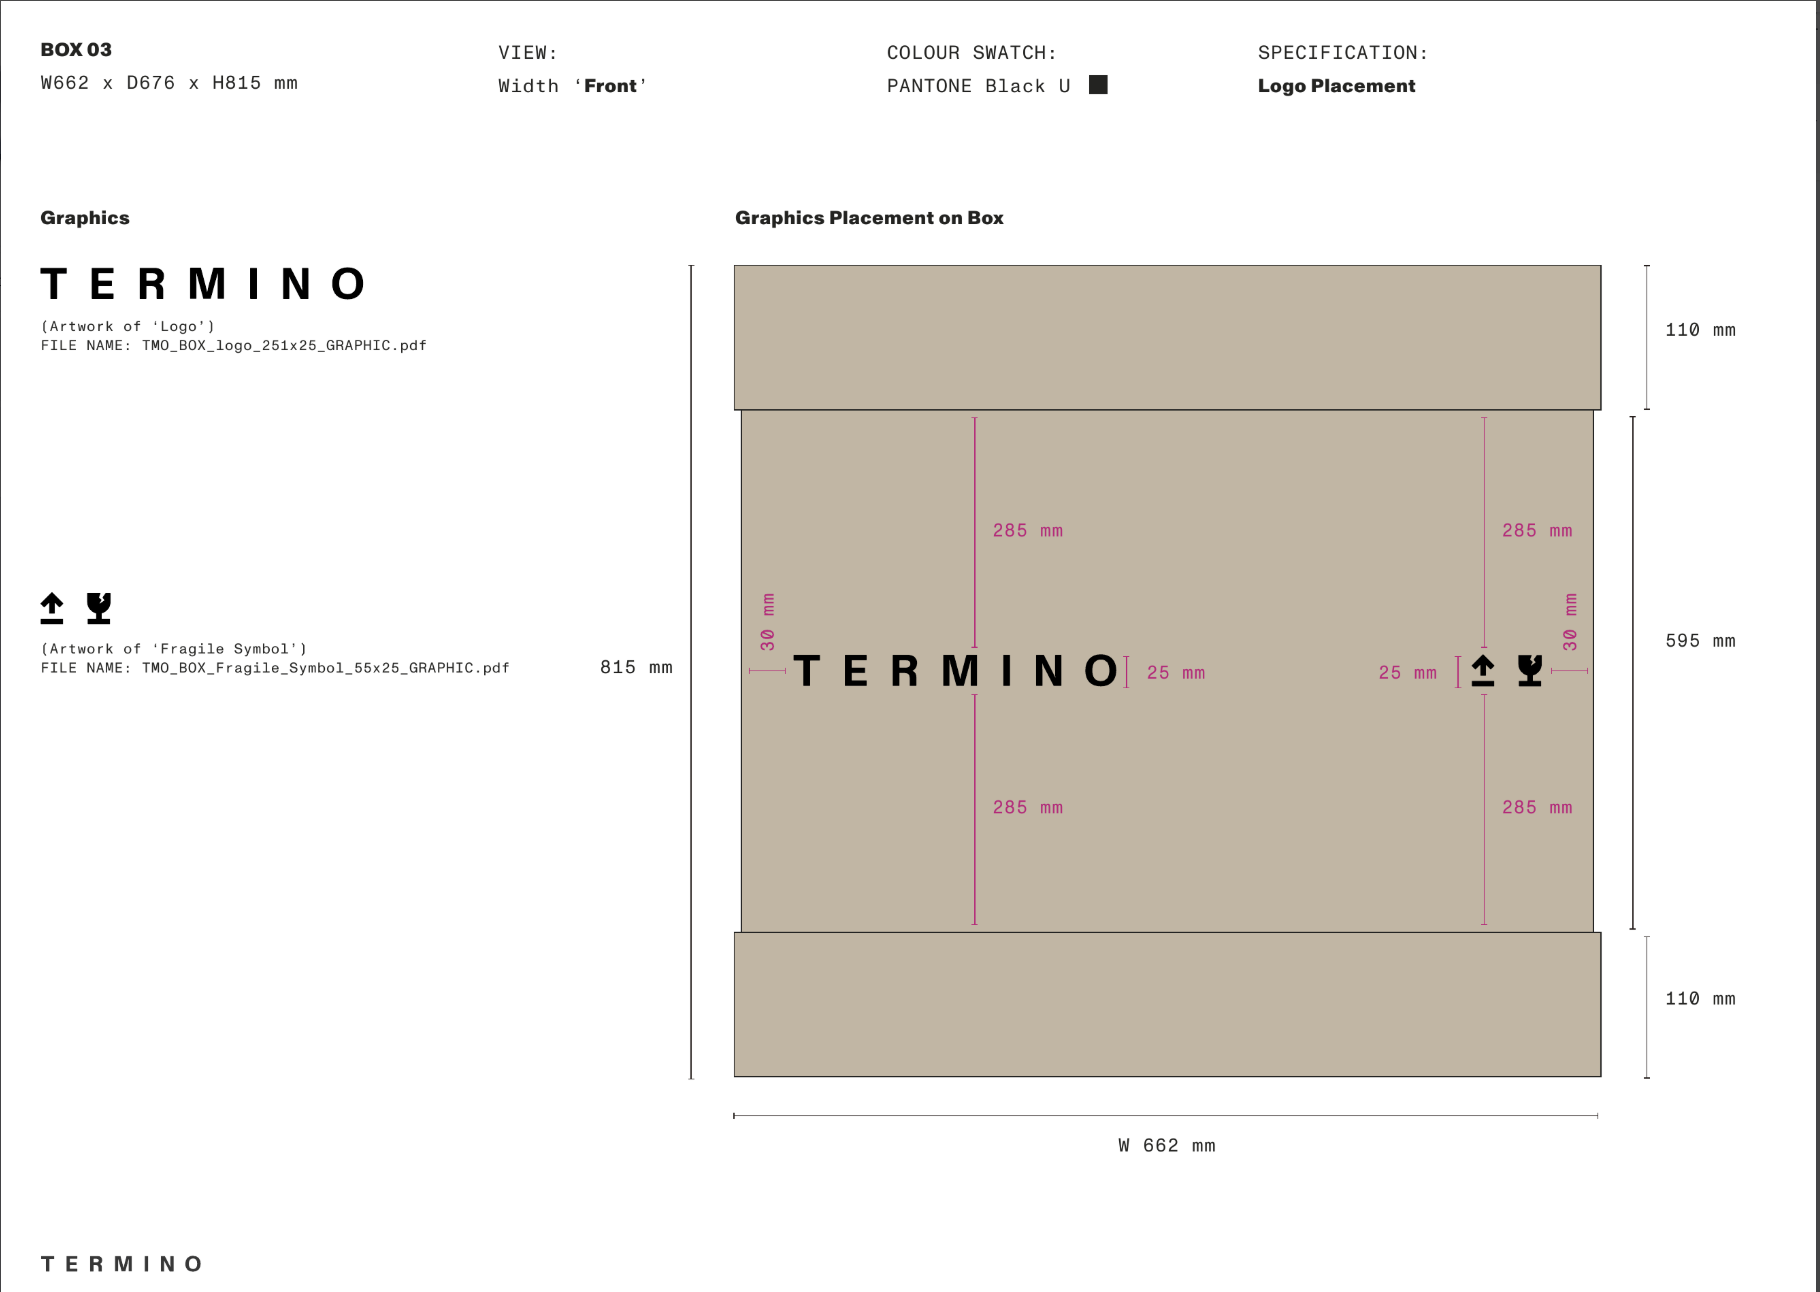 BOX 03
W662 x D676 x H815 mm
VIEW:
Width ‘Front’
COLOUR SWATCH:
PANTONE Black U
SPECIFICATION:
Logo Placement
Graphics
TERMINO
(Artwork of ‘Logo’)
FILE NAME: TMO_BOX_logo_251x25_GRAPHIC.pdf
(Artwork of ‘Fragile Symbol’)
FILE NAME: TMO_BOX_Fragile_Symbol_55x25_GRAPHIC.pdf
Graphics Placement on Box
815 mm
110 mm
285 mm
285 mm
30 mm
30 mm
595 mm
TERMINO
25 mm
25 mm
285 mm
285 mm
110 mm
W 662 mm
TERMINO